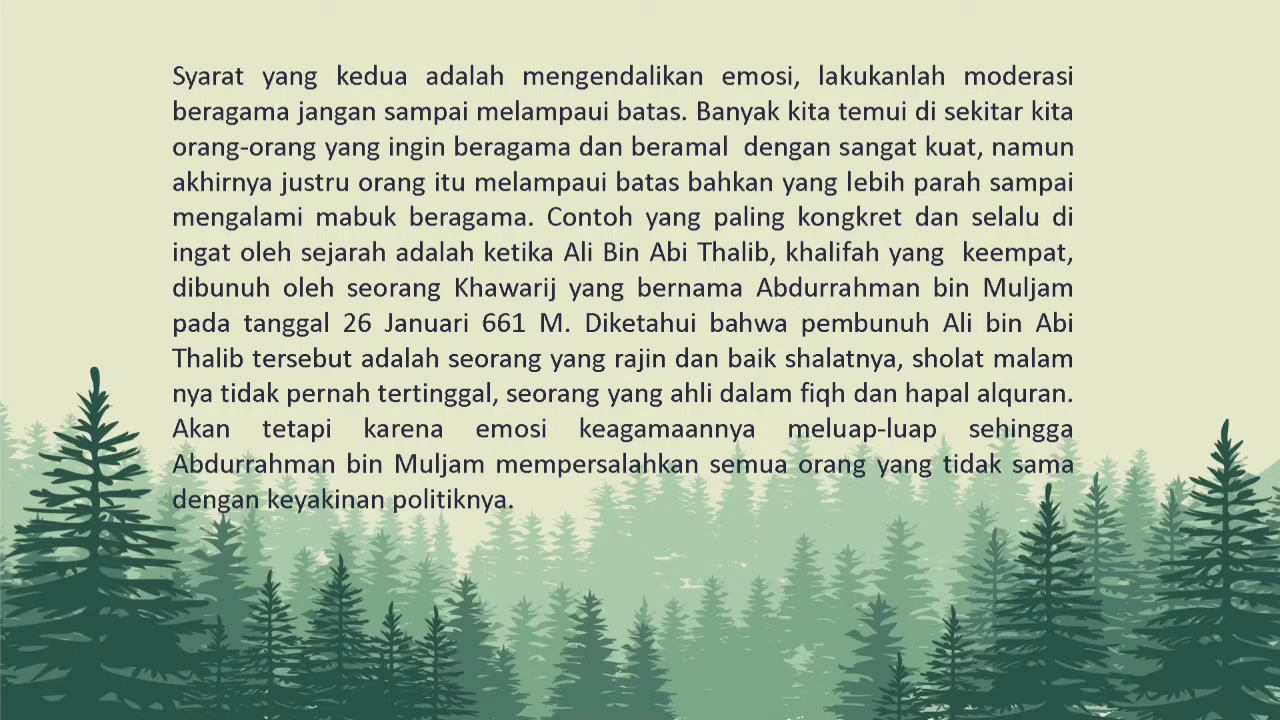 Syarat yang kedua adalah mengendalikan emosi, lakukanlah moderasi
beragama jangan sampai melampaui batas. Banyak kita temui di sekitar kita
orang-orang yang ingin beragama dan beramal dengan sangat kuat, namun
akhirnya justru orang itu melampaui batas bahkan yang lebih parah sampai
mengalami mabuk beragama. Contoh yang paling kongkret dan selalu di
ingat oleh sejarah adalah ketika Ali Bin Abi Thalib, khalifah yang keempat,
dibunuh oleh seorang Khawarij yang bernama Abdurrahman bin Muljam
pada tanggal 26 Januari 661 M. Diketahui bahwa pembunuh Ali bin Abi
Thalib tersebut adalah seorang yang rajin dan baik shalatnya, sholat malam
nya tidak pernah tertinggal, seorang yang ahli dalam fiqh dan hapal alquran.
Akan tetapi karena emosi keagamaannya meluap-luap sehingga
Abdurrahman bin Muljam mempersalahkan semua orang yang tidak sama
dengan keyakinan politiknya.